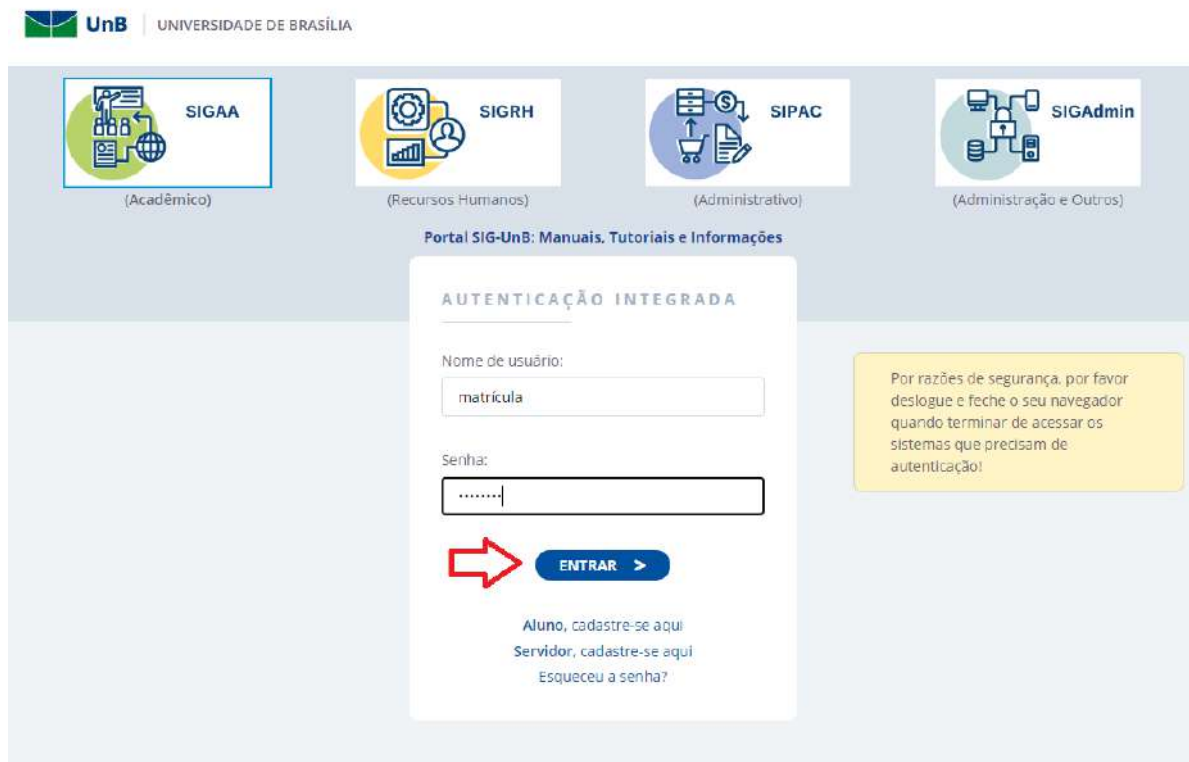 UnB UNIVERSIDADE DE BRASÍLIA
SIGAA
SIGRH
SIPAC
SIGAdmin
(Acadêmico)
(Recursos Humanos)
(Administrativo)
(Administração e Outros)
Portal SIG-UnB: Manuais, Tutoriais e Informações
AUTENTICAÇÃO INTEGRADA
Nome de usuário:
matrícula
Senha:
........
ENTRAR >
Aluno, cadastre-se aqui
Servidor, cadastre-se aqui
Esqueceu a senha?
Por razões de segurança, por favor
deslogue e feche o seu navegador
quando terminar de acessar os
sistemas que precisam de
autenticação!